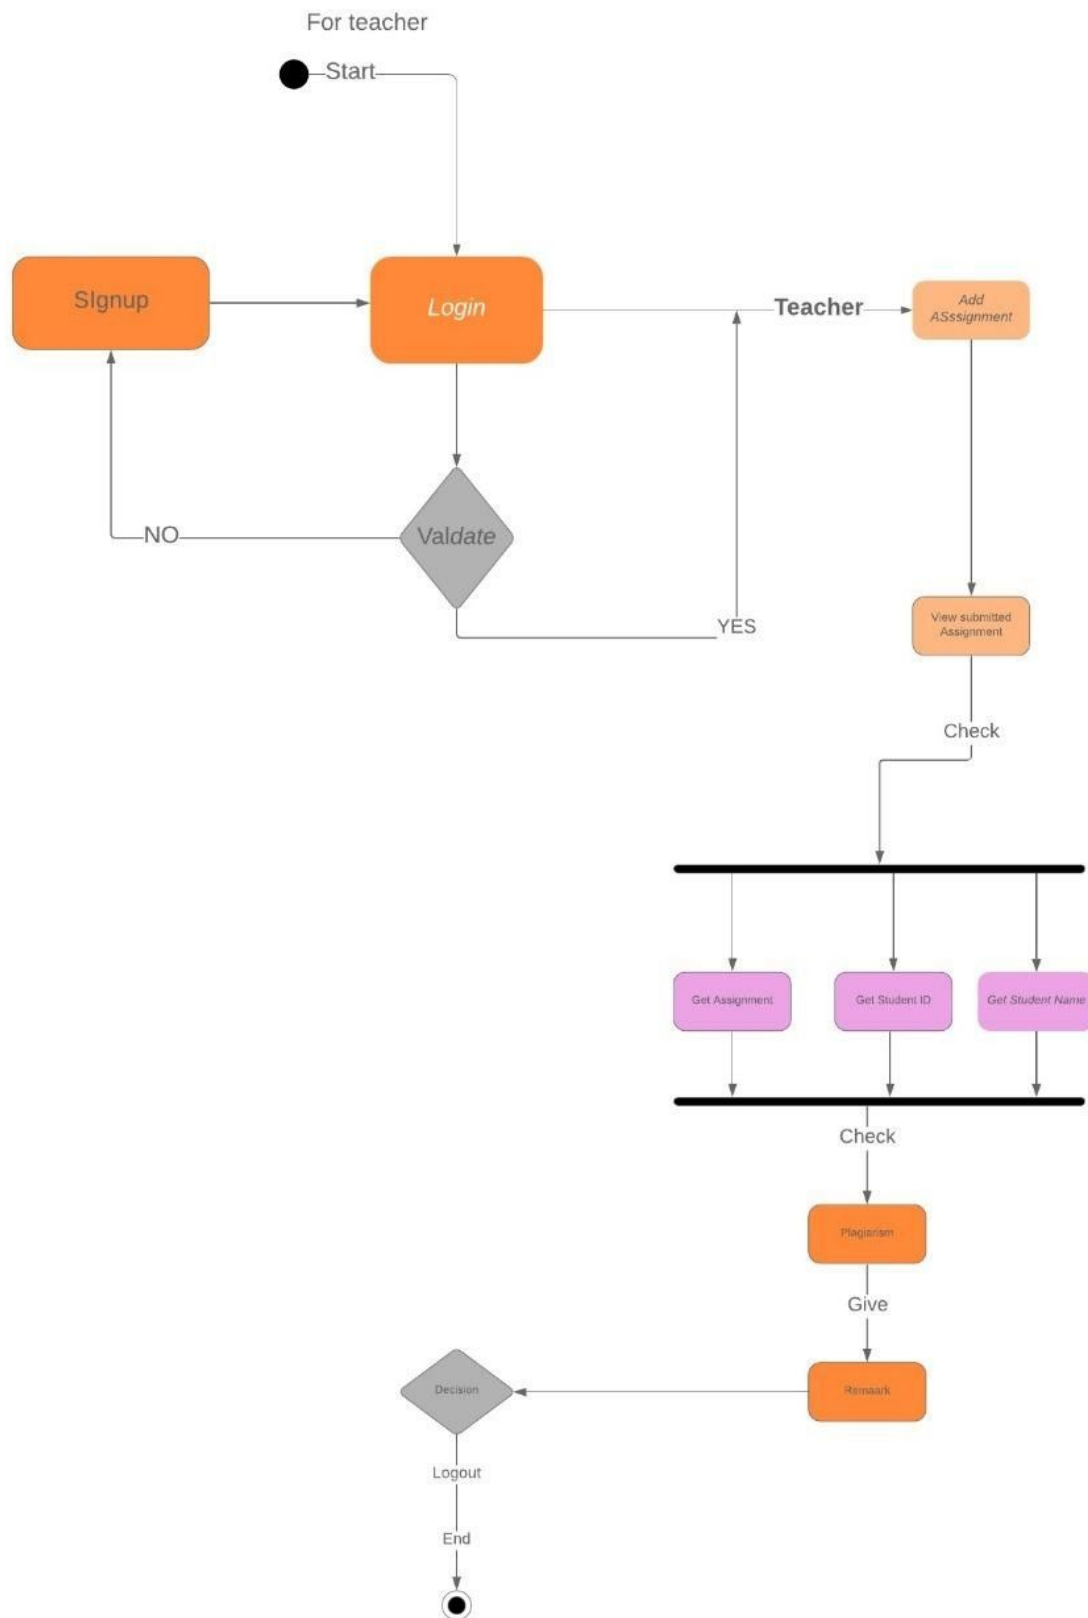 For teacher
Start
SIgnup
Login
Teacher
Add
ASssignment
NO
Valdate
YES
View submitted
Assignment
Check
Get Assignment
Get Student ID
Get Student Name
Check
Plagiarism
Give
Remaark
Decision
Logout
End